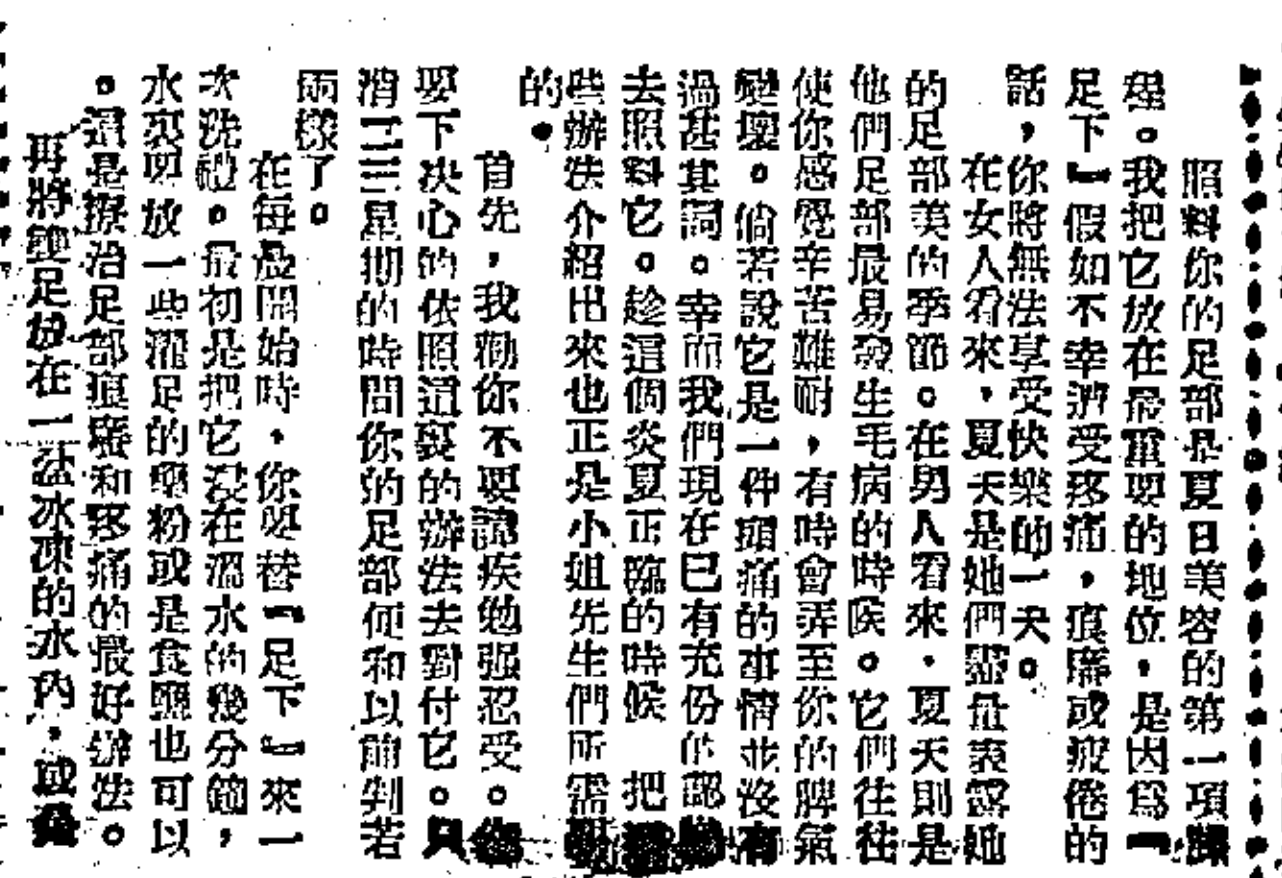 照料你的足部是夏日美容的第一項課
程。我把它放在最重要的地位,是因爲『
足下』假如不幸遭受疼痛,痕癢或疲倦的
話,你將無法享受快樂的一天。
在女人看來,夏天是她們盡量表露她
的足部美的季節。在男人看來,夏天則是
他們足部最易發生毛病的時候。它們往往
使你感覺辛苦難耐,有時會弄至你的脾氣
變壞。倘若說它是一件頭痛的事情並沒有
過甚其詞。幸而我們現在已有充份的認
去照料它。趁這個炎夏正臨的時候 把
些辦法介紹出來也正是小姐先生們所需
的。
首先,我勸你不要諱疾勉强忍受。
要下決心的依照這裏的辦法去對付它。只
消二三星期的時間你的足部便和以前判若
兩樣了。
在每晨開始時,你要替『足下』來一
次洗禮。最初是把它浸在溫水的幾分鐘,
水裏要放一些濯足的藥粉或是食鹽也可以
。這是療治足部痕癢和疼痛的最好辦法。
再將雙足放在一盆冰凍的水內,或